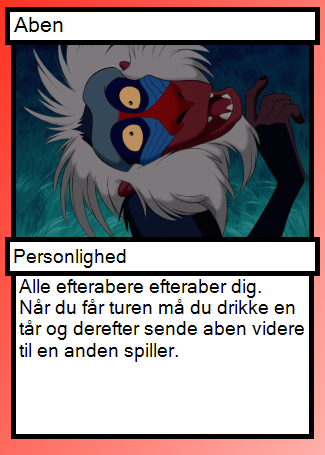 Aben
Personlighed
Alle efterabere efteraber dig.
Når du får turen må du drikke en
tår og derefter sende aben videre
til en anden spiller.